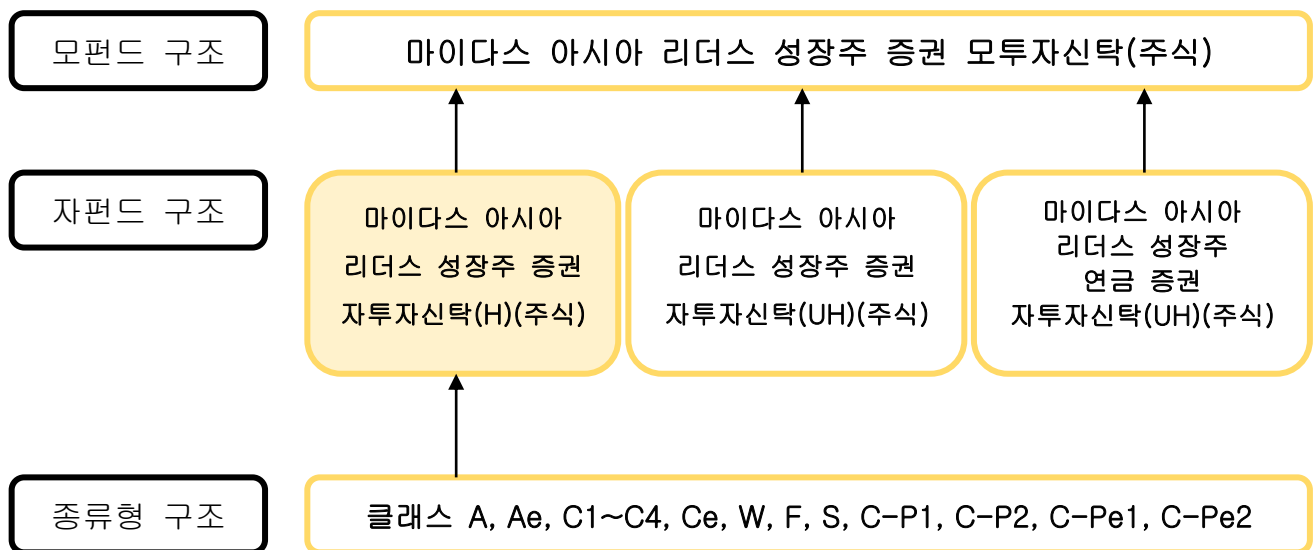 모펀드 구조
마이다스 아시아 리더스 성장주 증권 모투자신탁(주식)
자펀드 구조
마이다스 아시아
리더스 성장주 증권
자투자신탁(H)(주식)
마이다스 아시아
리더스 성장주 증권
자투자신탁(UH)(주식)
마이다스 아시아
리더스 성장주
연금 증권
자투자신탁(UH)(주식)
종류형 구조
클래스 A, Ae, C1~C4, Ce, W, F, S, C-P1, C-P2, C-Pe1, C-Pe2